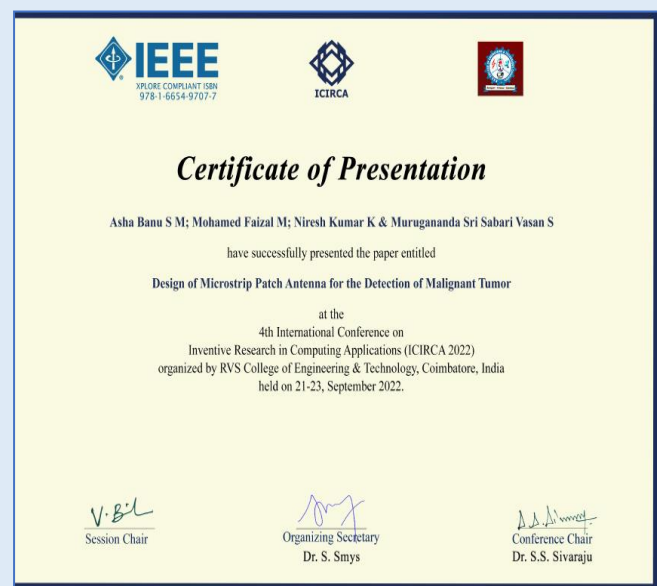 IEEE
XPLORE COMPLIANT ISBN
978-1-6654-9707-7
ICIRCA
Certificate of Presentation
Asha Banu S M; Mohamed Faizal M; Niresh Kumar K & Murugananda Sri Sabari Vasan S
have successfully presented the paper entitled
Design of Microstrip Patch Antenna for the Detection of Malignant Tumor
at the
4th International Conference on
Inventive Research in Computing Applications (ICIRCA 2022)
organized by RVS College of Engineering & Technology, Coimbatore, India
held on 21-23, September 2022.
Session Chair
Organizing Secretary
Dr. S. Smys
Conference Chair
Dr. S.S. Sivaraju